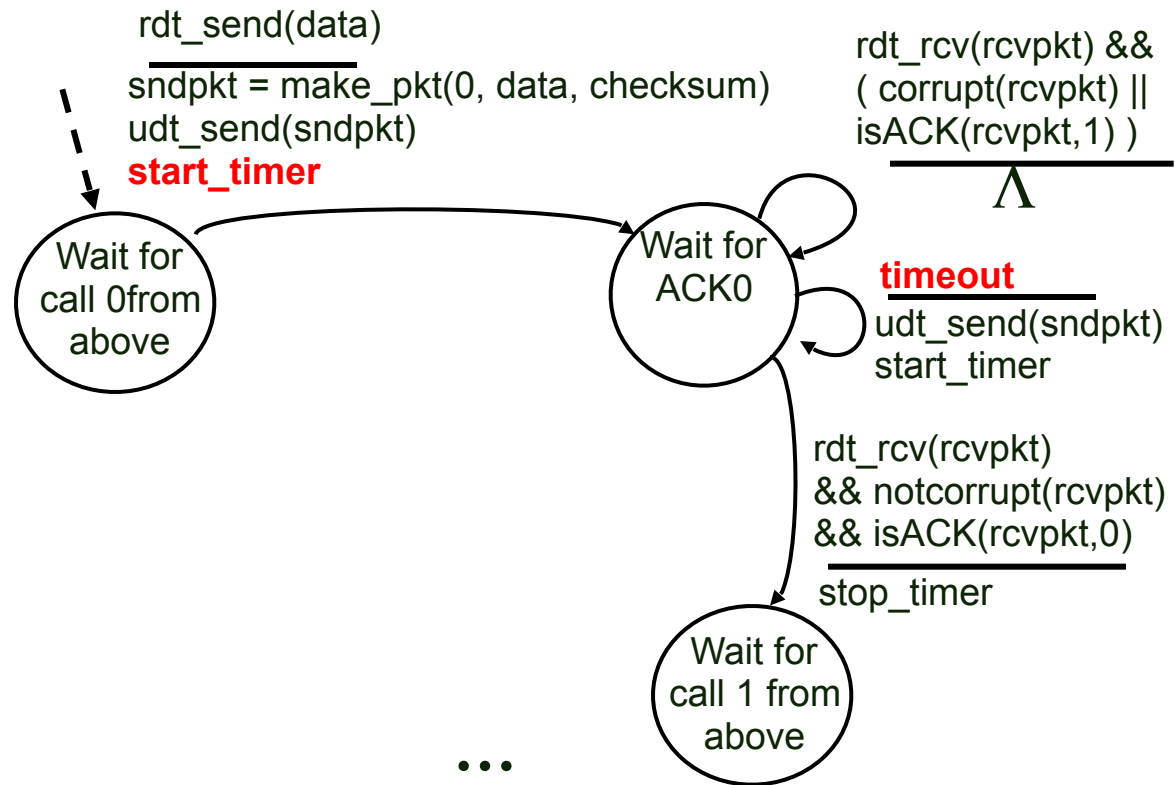 rdt_send(data)
sndpkt = make_pkt(0, data, checksum)
udt_send(sndpkt)
start_timer
rdt_rcv(rcvpkt) &&
( corrupt(rcvpkt) ||
isACK(rcvpkt,1) )
Λ
Wait for
call 0from
above
Wait for
ACK0
timeout
udt_send(sndpkt)
start_timer
rdt_rcv(rcvpkt)
&& notcorrupt(rcvpkt)
&& isACK(rcvpkt,0)
stop_timer
Wait for
call 1 from
above
...